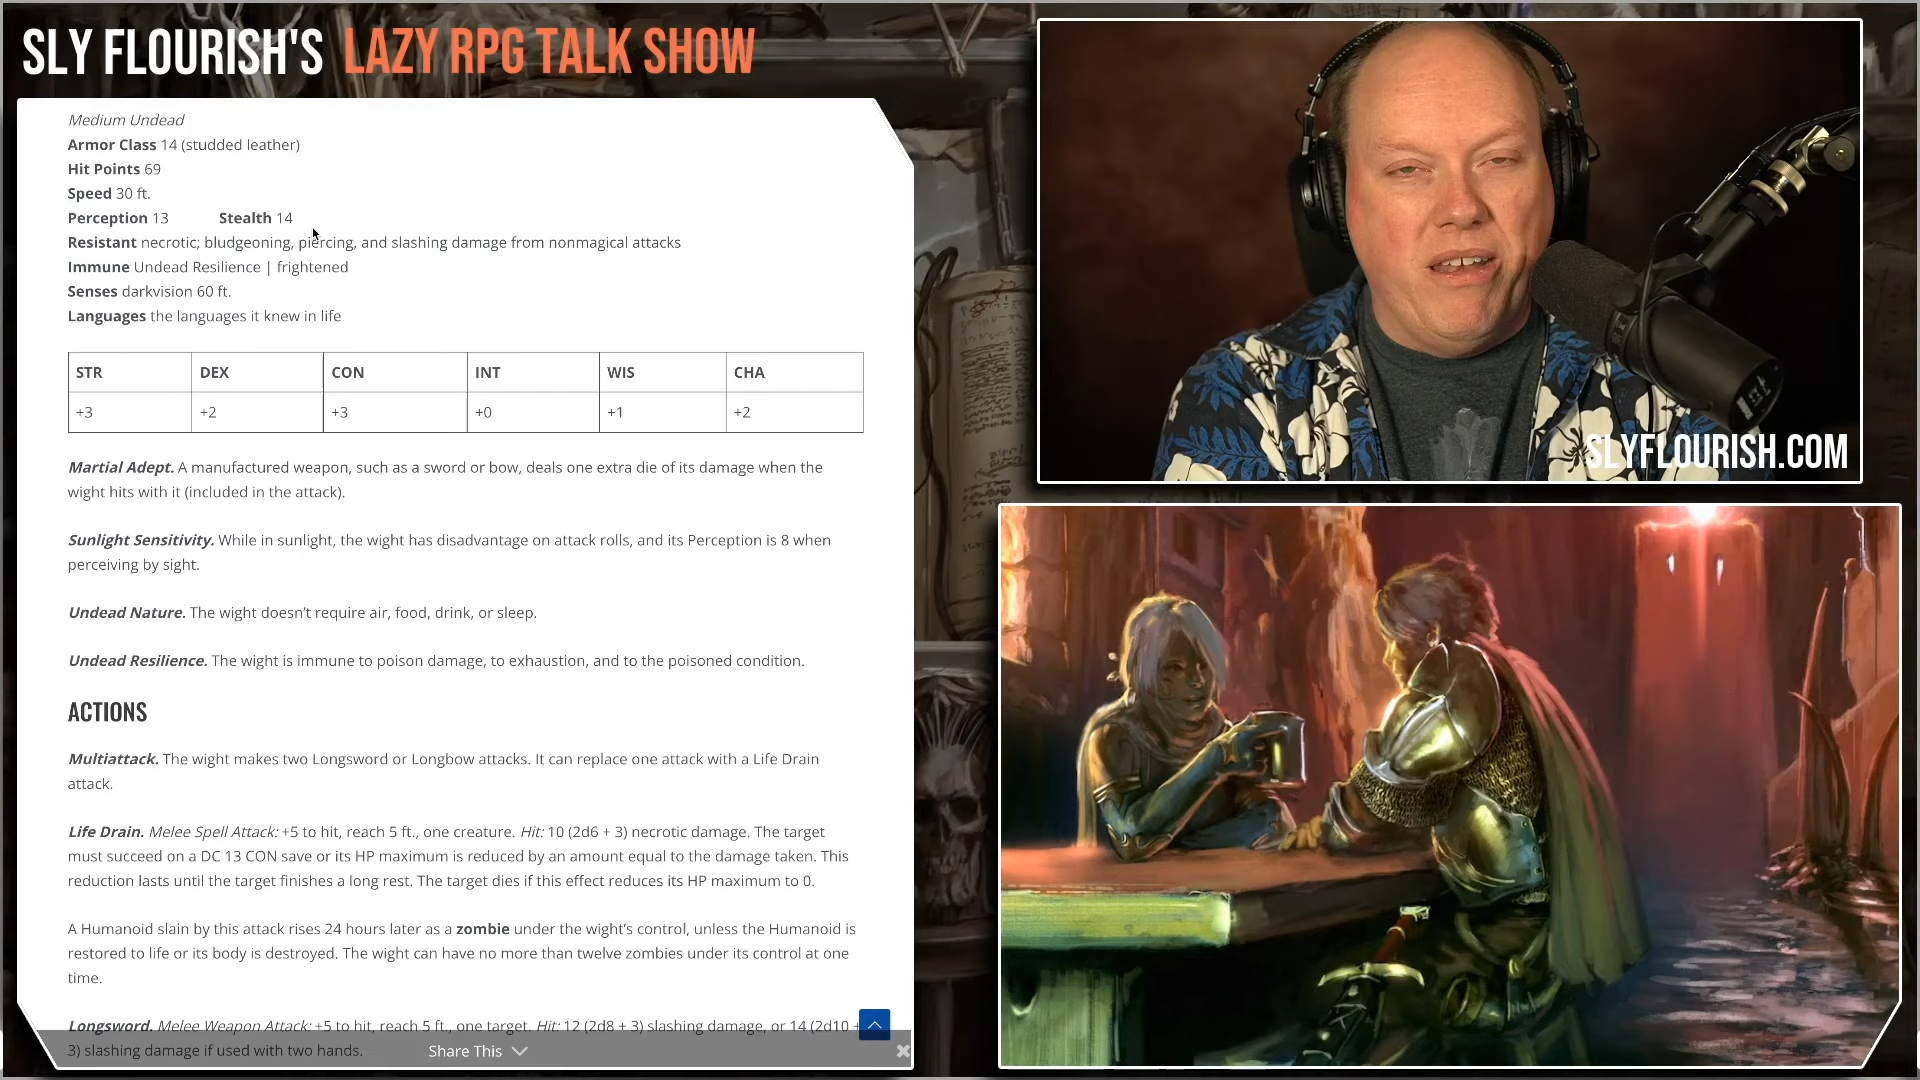 SLY FLOURISH'S LAZY RPG TALK SHOW
Medium Undead
Armor Class 14 (studded leather)
Hit Points 69
Speed 30 ft.
Perception 13 Stealth 14
Resistant necrotic; bludgeoning, piercing, and slashing damage from nonmagical attacks
Immune Undead Resilience | frightened
Senses darkvision 60 ft.
Languages the languages it knew in life
STR DEX CON INT WIS CHA
+3 +2 +3 +0 +1 +2
Martial Adept. A manufactured weapon, such as a sword or bow, deals one extra die of its damage when the
wight hits with it (included in the attack).
Sunlight Sensitivity. While in sunlight, the wight has disadvantage on attack rolls, and its Perception is 8 when
perceiving by sight.
Undead Nature. The wight doesn’t require air, food, drink, or sleep.
Undead Resilience. The wight is immune to poison damage, to exhaustion, and to the poisoned condition.
ACTIONS
Multiattack. The wight makes two Longsword or Longbow attacks. It can replace one attack with a Life Drain
attack.
Life Drain. Melee Spell Attack: +5 to hit, reach 5 ft., one creature. Hit: 10 (2d6 + 3) necrotic damage. The target
must succeed on a DC 13 CON save or its HP maximum is reduced by an amount equal to the damage taken. This
reduction lasts until the target finishes a long rest. The target dies if this effect reduces its HP maximum to 0.
A Humanoid slain by this attack rises 24 hours later as a zombie under the wight’s control, unless the Humanoid is
restored to life or its body is destroyed. The wight can have no more than twelve zombies under its control at one
time.
Longsword. Melee Weapon Attack: +5 to hit, reach 5 ft., one target. Hit: 12 (2d8 + 3) slashing damage, or 14 (2d10 +
3) slashing damage if used with two hands.
Share This
SLYFLOURISH.COM